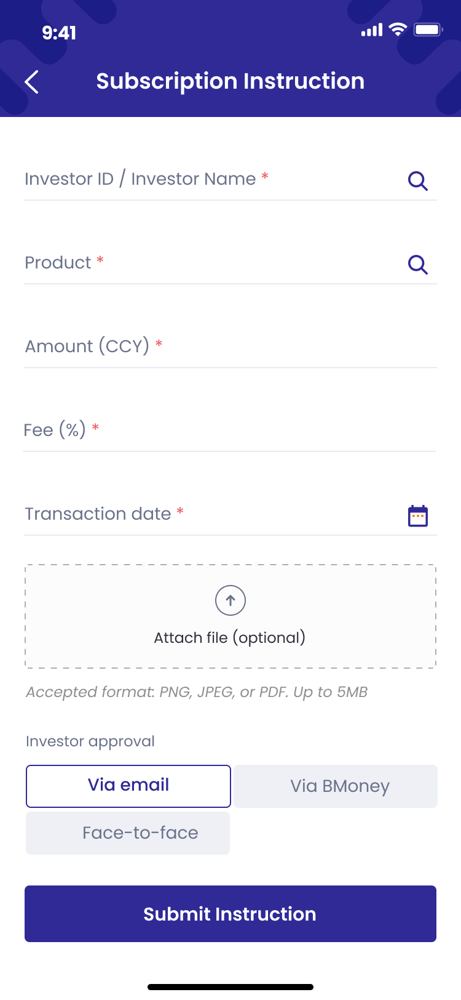 9:41
Subscription Instruction
Investor ID / Investor Name *
Product *
Amount (CCY) *
Fee (%) *
Transaction date *
Attach file (optional)
Accepted format: PNG, JPEG, or PDF. Up to 5MB
Investor approval
Via email
Via BMoney
Face-to-face
Submit Instruction